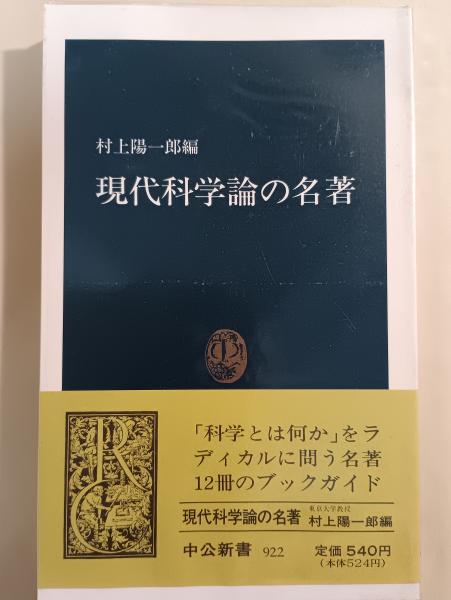 村上陽一郎編
現代科学論の名著
「科学とは何か」をラ
ディカルに問う名著
12冊のブックガイド
現代科学論の名著 東京大学教授 村上陽一郎編
中公新書 922 定価 540円
(本体524円)
R
C